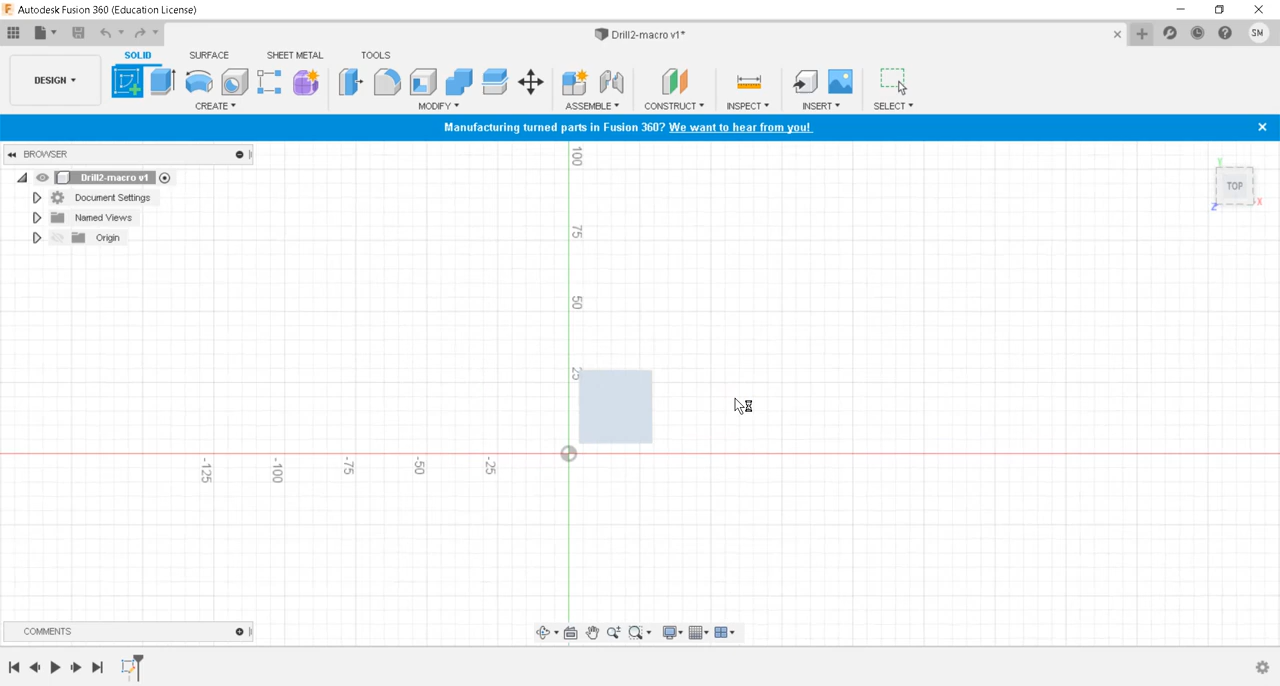 Autodesk Fusion 360 (Education License)
Drill2-macro v1*
SM
DESIGN
SOLID SURFACE SHEET METAL TOOLS
CREATE MODIFY ASSEMBLE CONSTRUCT INSPECT INSERT SELECT
Manufacturing turned parts in Fusion 360? We want to hear from you!
BROWSER
Drill2-macro v1
Document Settings
Named Views
Origin
100
75
50
25
-125 -100 -75 -50 -25
Y
TOP
Z X
COMMENTS